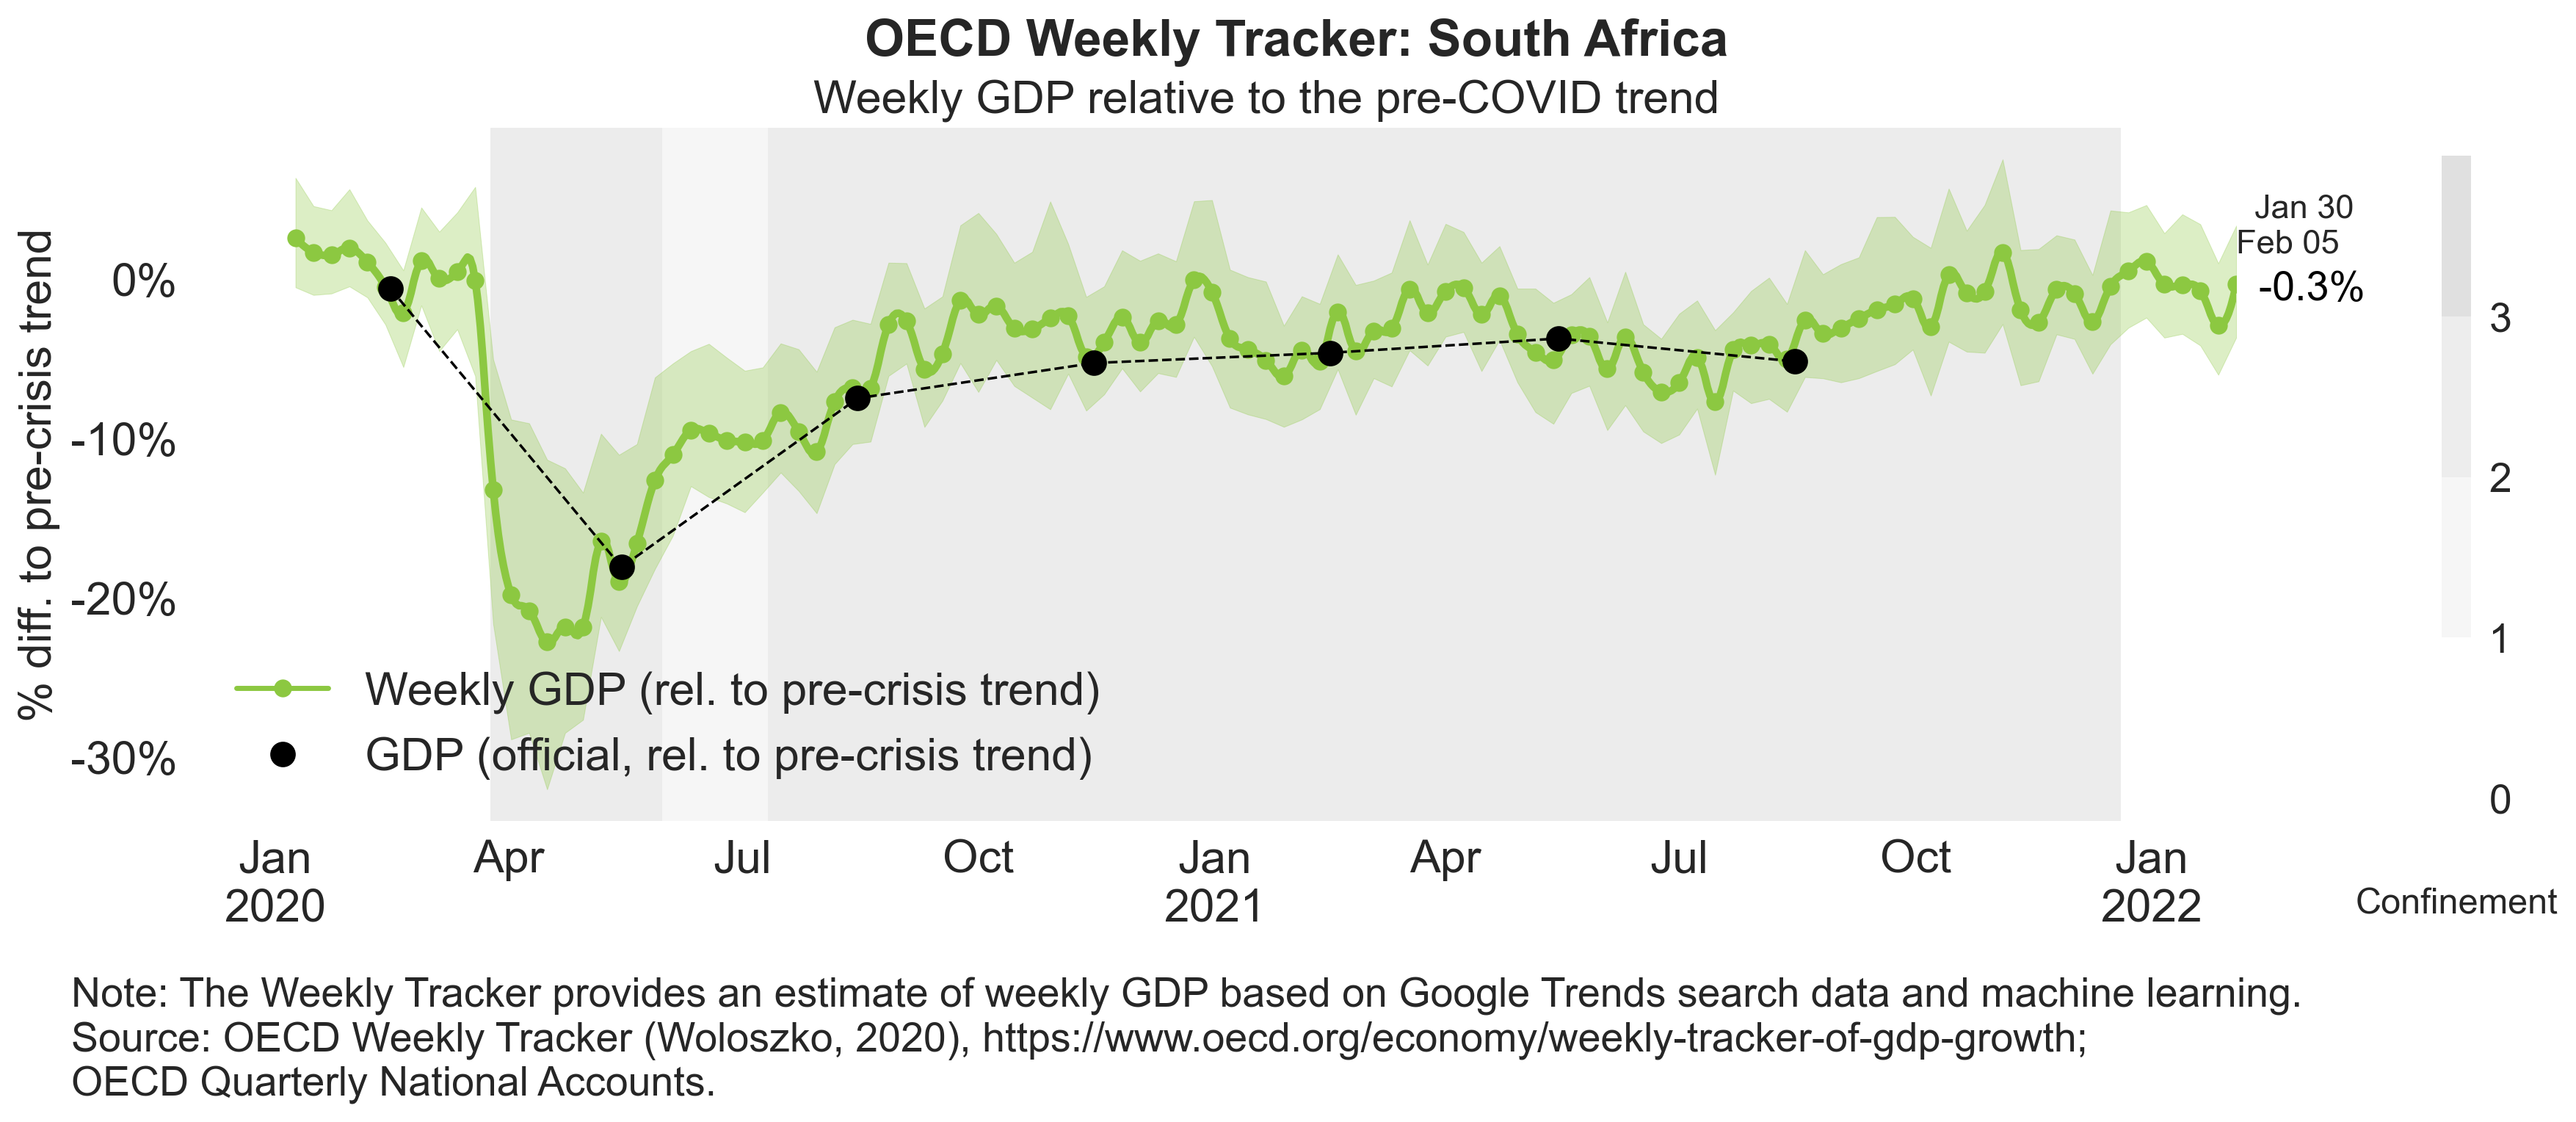 OECD Weekly Tracker: South Africa
Weekly GDP relative to the pre-COVID trend
% diff. to pre-crisis trend
0%
-10%
-20%
-30%
Jan 30
Feb 05
-0.3%
Weekly GDP (rel. to pre-crisis trend)
GDP (official, rel. to pre-crisis trend)
3
2
1
0
Confinement
Jan Apr Jul Oct Jan Apr Jul Oct Jan
2020 2021 2022
Note: The Weekly Tracker provides an estimate of weekly GDP based on Google Trends search data and machine learning.
Source: OECD Weekly Tracker (Woloszko, 2020), https://www.oecd.org/economy/weekly-tracker-of-gdp-growth;
OECD Quarterly National Accounts.